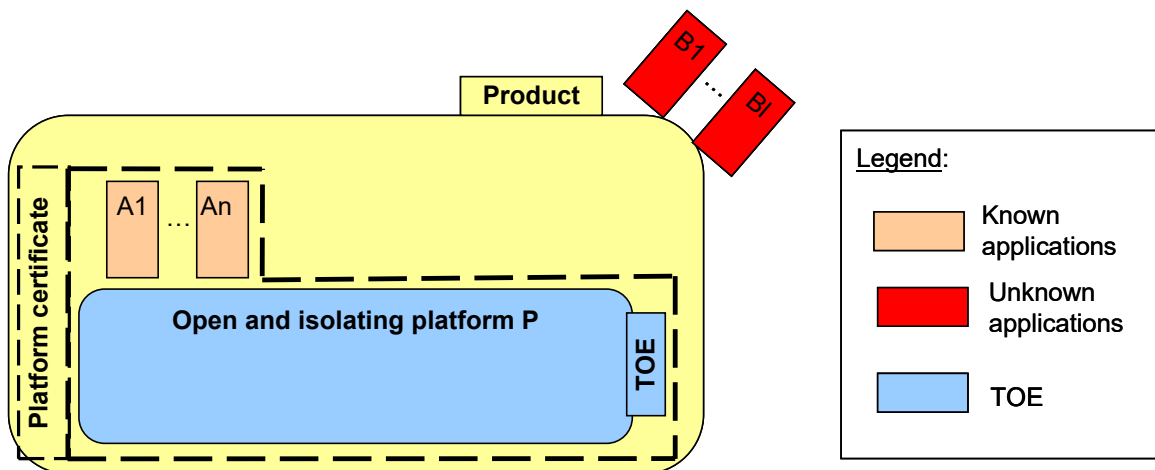 B1
...
Bl
Product
Legend:
Platform certificate
A1
...
An
Known
applications
Unknown
applications
Open and isolating platform P
TOE
TOE